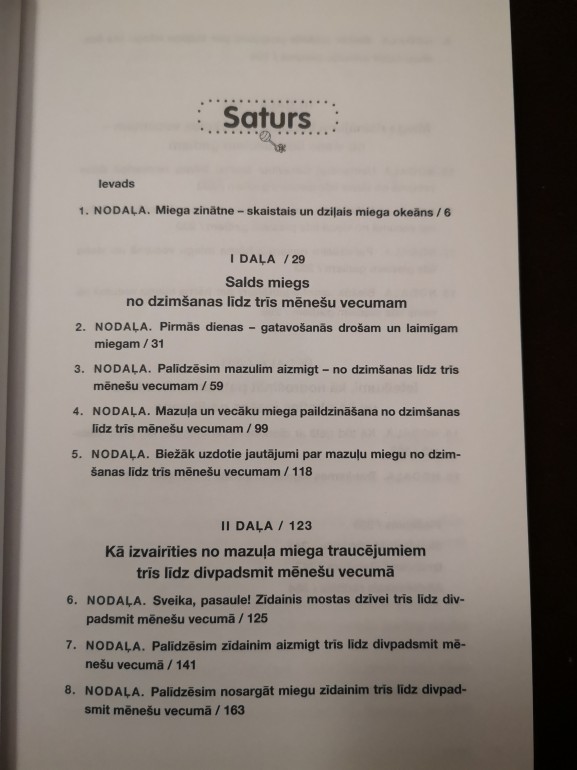 Saturs
Ievads
1. NODAĻA. Miega zinātne – skaistais un dziļais miega okeāns / 6
I DAĻA / 29
Salds miegs
no dzimšanas līdz trīs mēnešu vecumam
2. NODAĻA. Pirmās dienas – gatavošanās drošam un laimīgam
miegam / 31
3. NODAĻA. Palīdzēsim mazulim aizmigt – no dzimšanas līdz trīs
mēnešu vecumam / 59
4. NODAĻA. Mazuļa un vecāku miega paildzināšana no dzimšanas
līdz trīs mēnešu vecumam / 99
5. NODAĻA. Biežāk uzdotie jautājumi par mazuļu miegu no dzim-
šanas līdz trīs mēnešu vecumam / 118
II DAĻA / 123
Kā izvairīties no mazuļa miega traucējumiem
trīs līdz divpadsmit mēnešu vecumā
6. NODAĻA. Sveika, pasaule! Zīdainis mostas dzīvei trīs līdz div-
padsmit mēnešu vecumā / 125
7. NODAĻA. Palīdzēsim zīdainim aizmigt trīs līdz divpadsmit mē-
nešu vecumā / 141
8. NODAĻA. Palīdzēsim nosargāt miegu zīdainim trīs līdz divpad-
smit mēnešu vecumā / 163